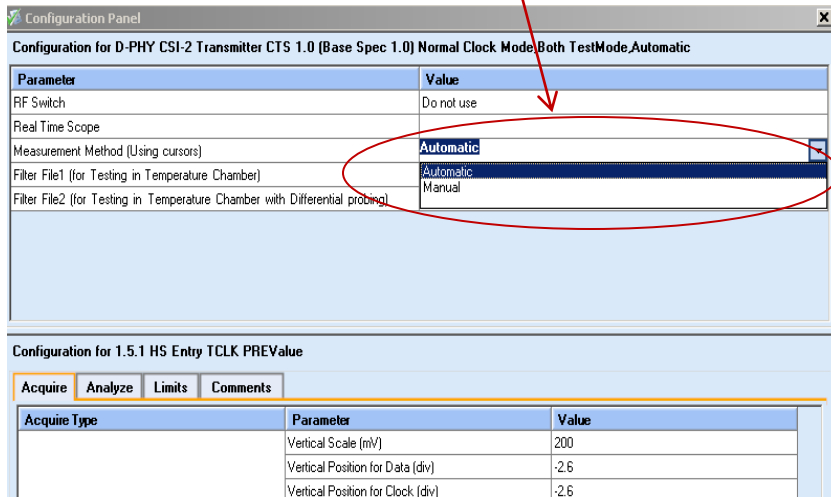 Configuration Panel
Configuration for D-PHY CSI-2 Transmitter CTS 1.0 (Base Spec 1.0) Normal Clock Mode,Both TestMode,Automatic
Parameter Value
RF Switch Do not use
Real Time Scope
Measurement Method (Using cursors) Automatic
Filter File1 (for Testing in Temperature Chamber) Automatic
Manual
Filter File2 (for Testing in Temperature Chamber with Differential probing)
Configuration for 1.5.1 HS Entry TCLK PREValue
Acquire Analyze Limits Comments
Acquire Type Parameter Value
Vertical Scale (mV) 200
Vertical Position for Data (div) -2.6
Vertical Position for Clock (div) -2.6